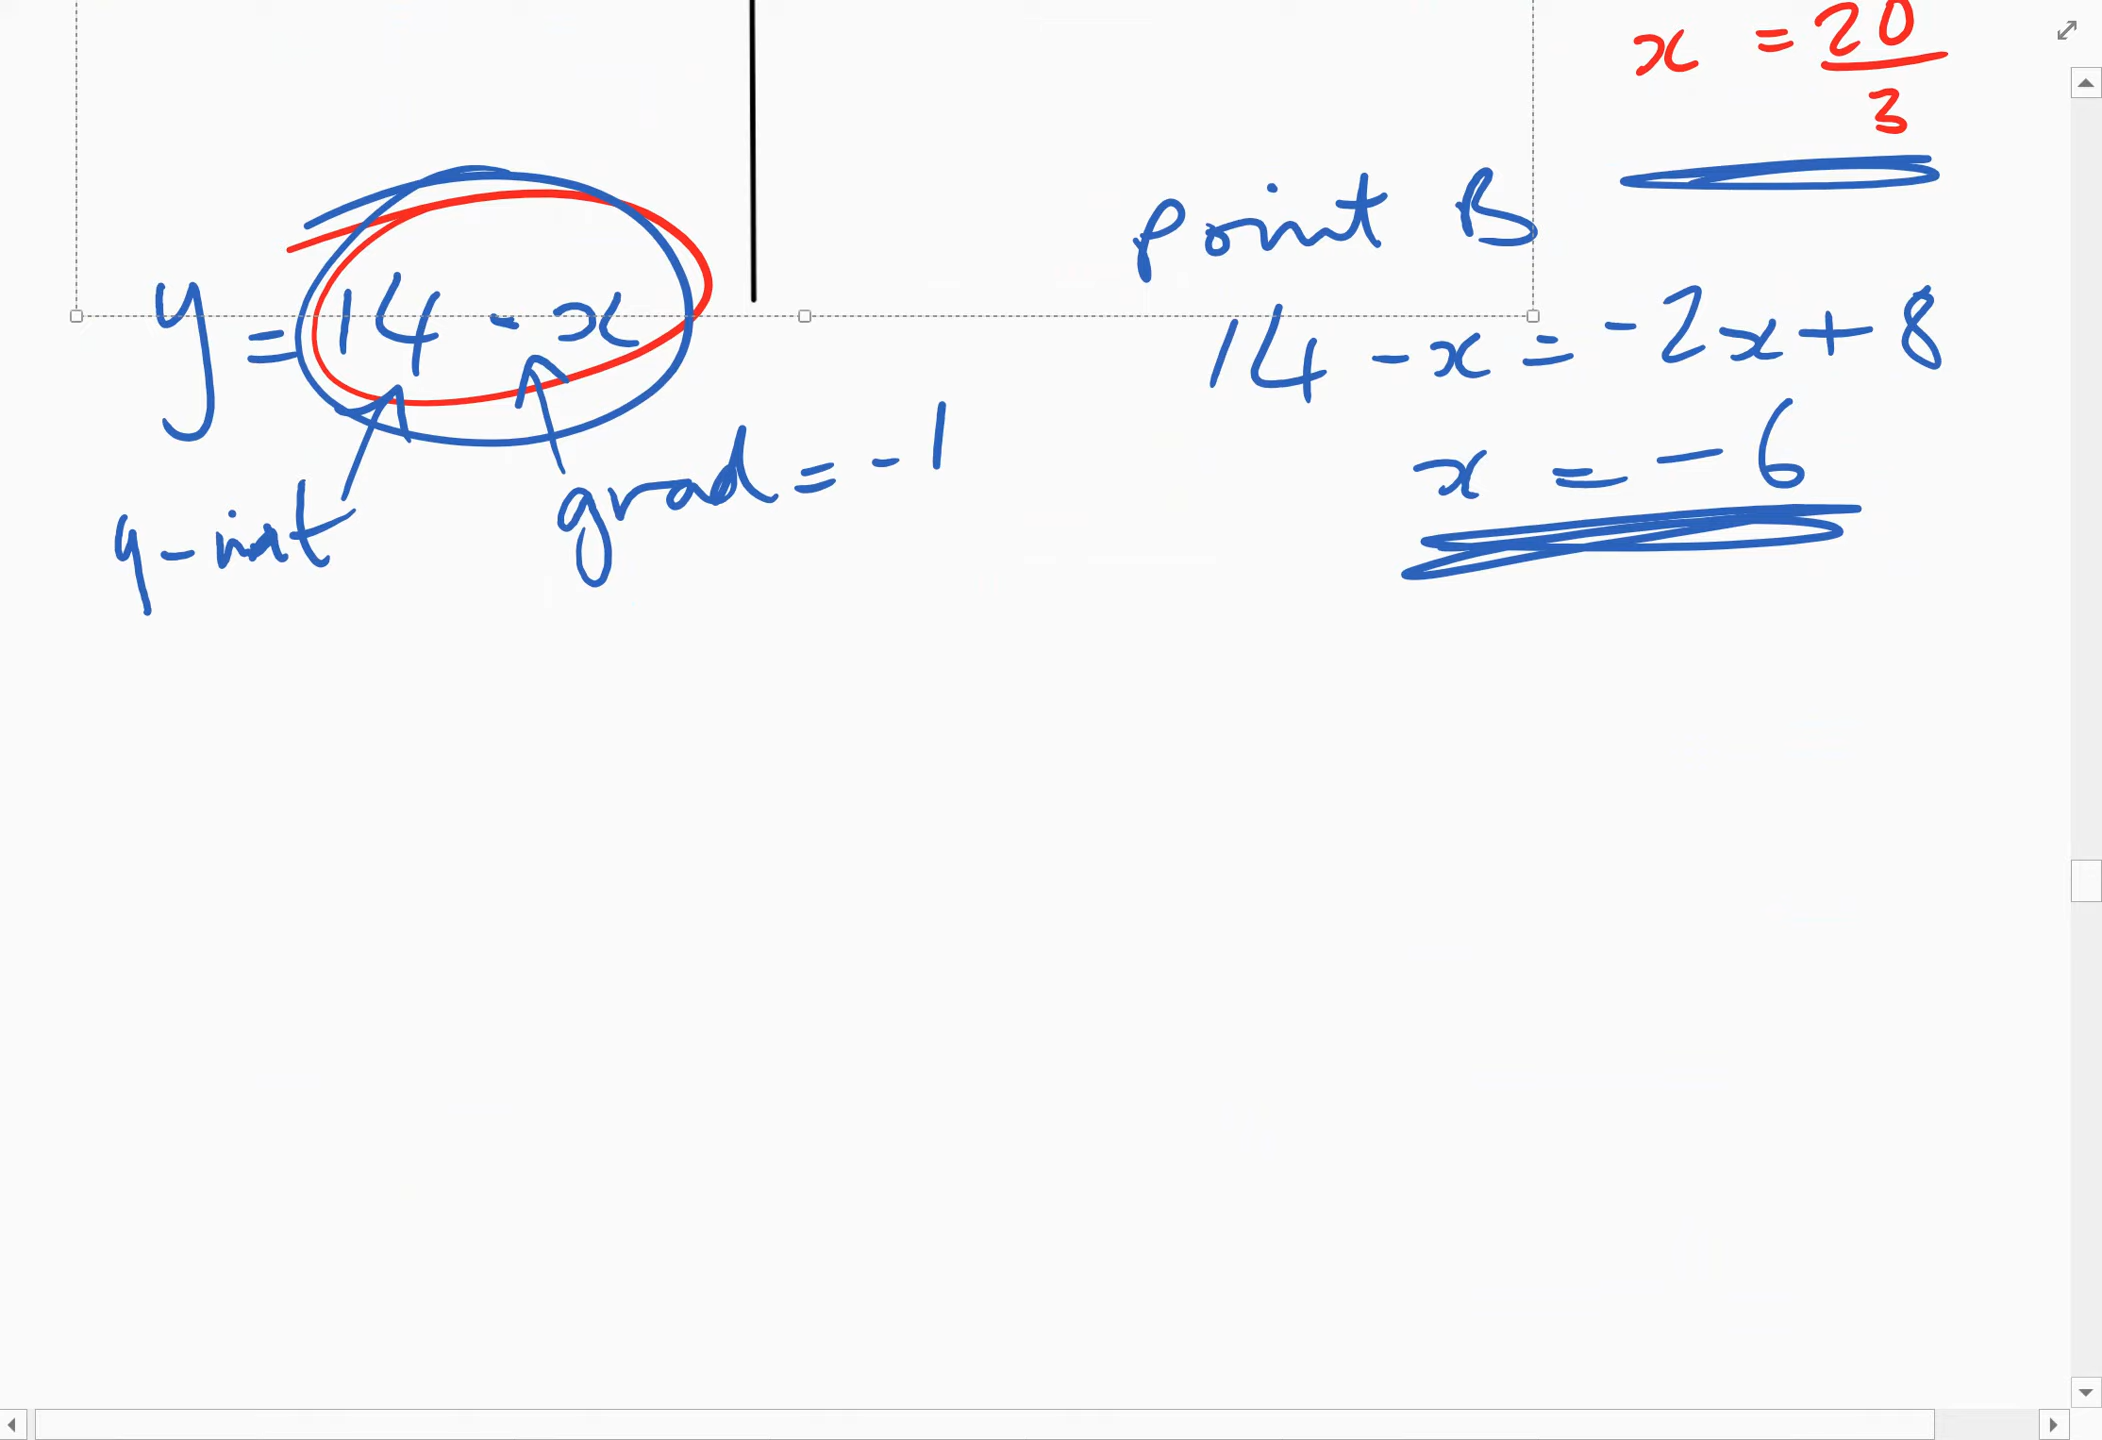 x = 20/3
point B
y = 14 - x
14 - x = -2x + 8
grad = -1
x = -6
y-int